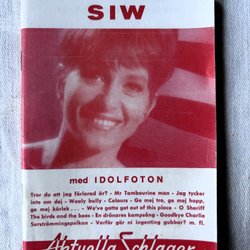 SIW
med IDOLFOTON
Tror du att jag förlorad är? - Mr Tambourine man - Jag tycker
inte om dej - Wooly bully - Colours - Ge mej tro, ge mej hopp,
ge mej kärlek . . . - We've gotta get out of this place - O Sheriff
The birds and the bees - En drönares kampsång - Goodbye Charlie
Surströmmingspolkan - Varför går ni ingenting gubbar? m. fl.
Aktuella Schlager